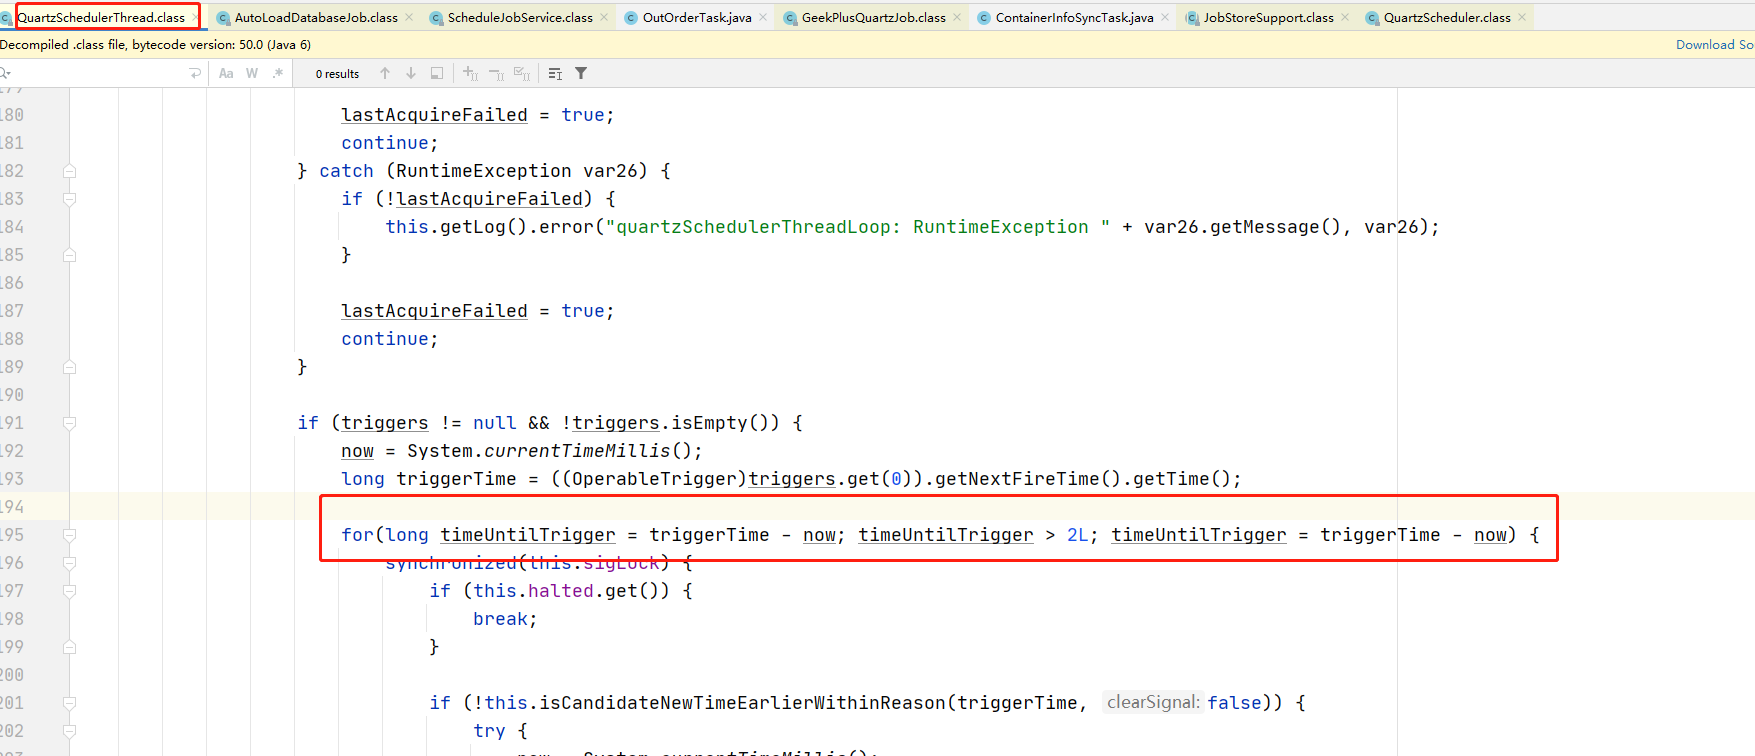 QuartzSchedulerThread.class AutoLoadDatabaseJob.class ScheduleJobService.class OutOrderTask.java GeekPlusQuartzJob.class ContainerInfoSyncTask.java JobStoreSupport.class QuartzScheduler.class
Decompiled .class file, bytecode version: 50.0 (Java 6) Download So
Aa W .* 0 results
180 lastAcquireFailed = true;
181 continue;
182 } catch (RuntimeException var26) {
183 if (!lastAcquireFailed) {
184 this.getLog().error("quartzSchedulerThreadLoop: RuntimeException " + var26.getMessage(), var26);
185 }
186
187 lastAcquireFailed = true;
188 continue;
189 }
190
191 if (triggers != null && !triggers.isEmpty()) {
192 now = System.currentTimeMillis();
193 long triggerTime = ((OperableTrigger)triggers.get(0)).getNextFireTime().getTime();
194
195 for(long timeUntilTrigger = triggerTime - now; timeUntilTrigger > 2L; timeUntilTrigger = triggerTime - now) {
196 synchronized(this.sigLock) {
197 if (this.halted.get()) {
198 break;
199 }
200
201 if (!this.isCandidateNewTimeEarlierWithinReason(triggerTime, clearSignal: false)) {
202 try {
now = System.currentTimeMillis();